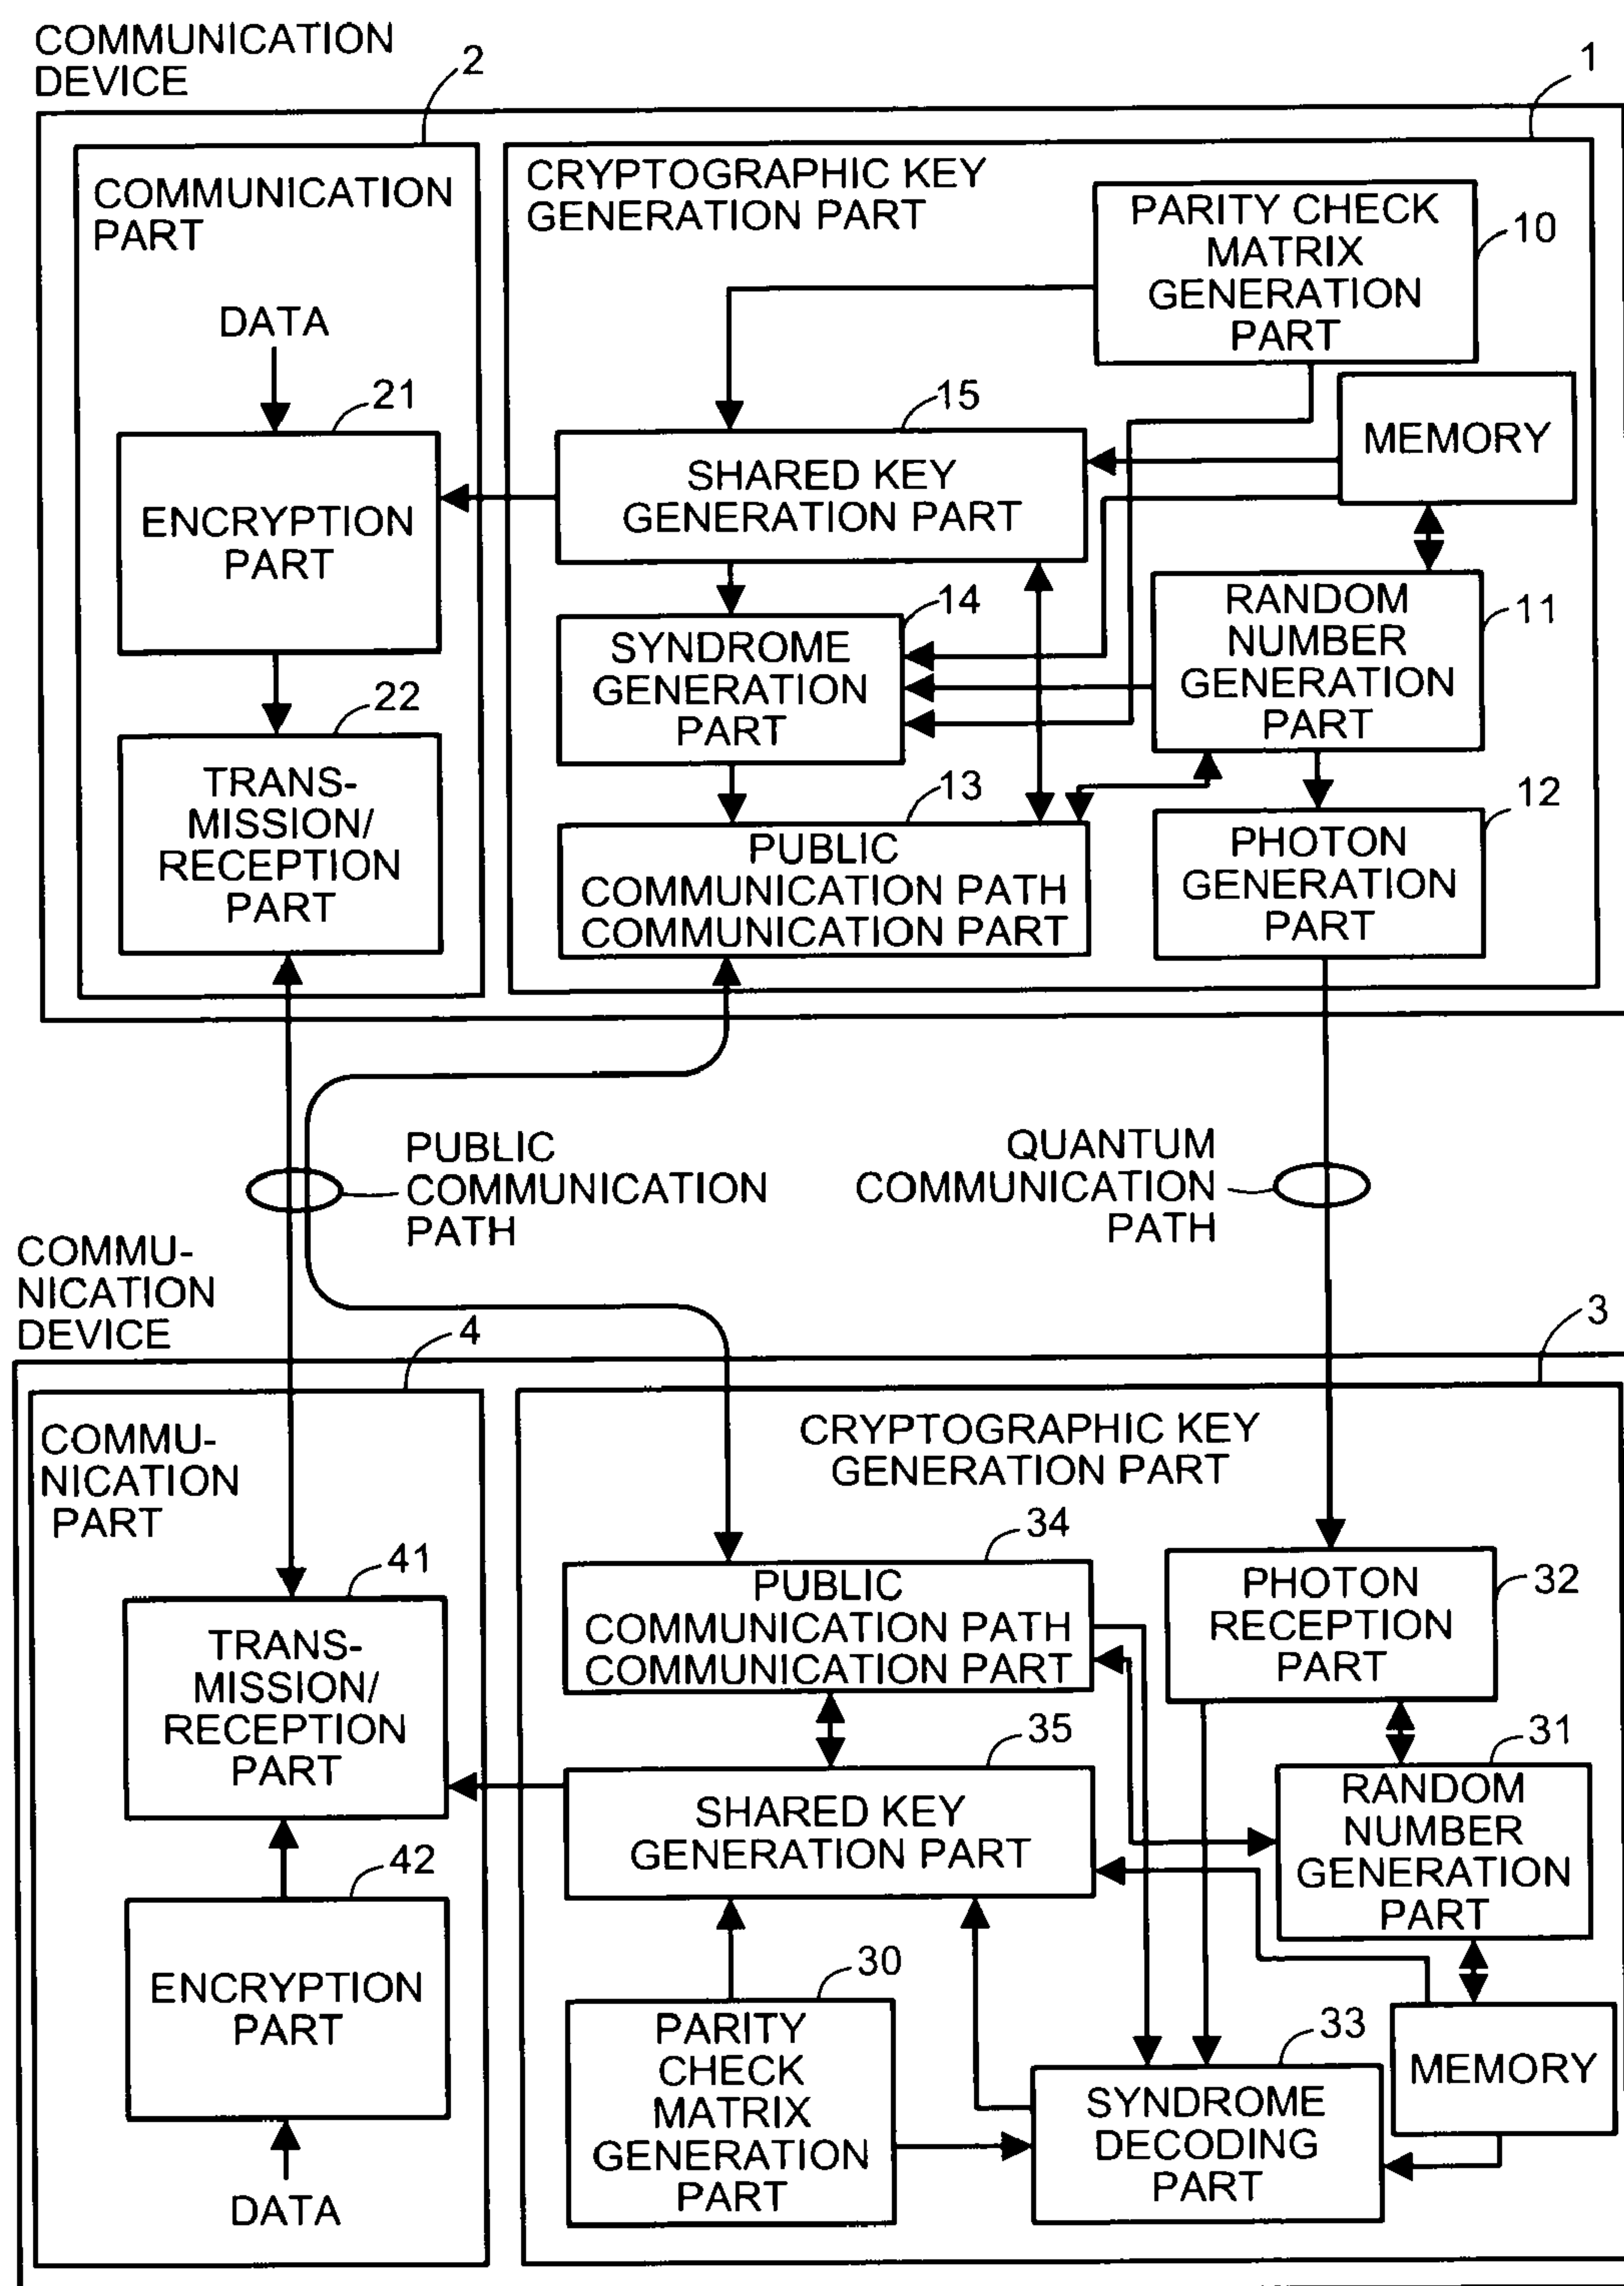 COMMUNICATION
DEVICE
2
1
COMMUNICATION
PART
CRYPTOGRAPHIC KEY
GENERATION PART
PARITY CHECK
MATRIX
GENERATION
PART
10
DATA
21
15
MEMORY
ENCRYPTION
PART
SHARED KEY
GENERATION PART
14
SYNDROME
GENERATION
PART
RANDOM
NUMBER
GENERATION
PART
11
22
TRANS-
MISSION/
RECEPTION
PART
13
PUBLIC
COMMUNICATION PATH
COMMUNICATION PART
12
PHOTON
GENERATION
PART
PUBLIC
COMMUNICATION
PATH
QUANTUM
COMMUNICATION
PATH
COMMU-
NICATION
DEVICE
4
3
COMMU-
NICATION
PART
CRYPTOGRAPHIC KEY
GENERATION PART
34
PUBLIC
COMMUNICATION PATH
COMMUNICATION PART
PHOTON
RECEPTION
PART
32
41
TRANS-
MISSION/
RECEPTION
PART
35
SHARED KEY
GENERATION PART
31
RANDOM
NUMBER
GENERATION
PART
42
ENCRYPTION
PART
30
PARITY
CHECK
MATRIX
GENERATION
PART
33
SYNDROME
DECODING
PART
MEMORY
DATA